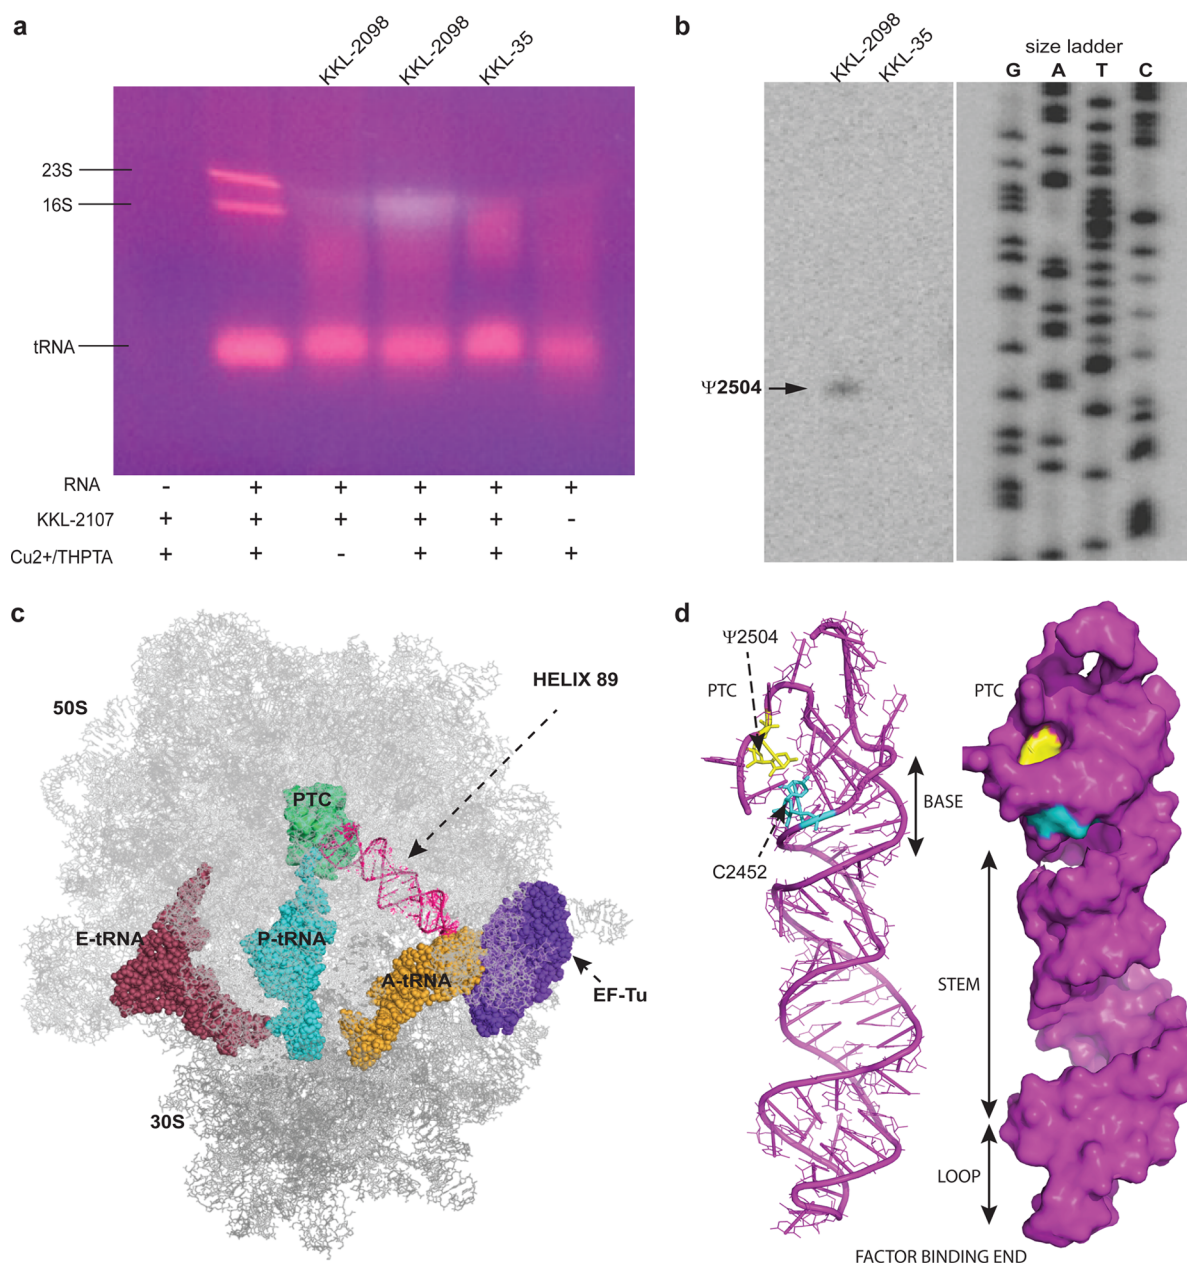 a
KKL-2098
KKL-2098
KKL-35
23S
16S
tRNA
RNA - + + + + +
KKL-2107 + + + + + -
Cu2+/THPTA + + - + + +
b
KKL-2098
KKL-35
size ladder
G A T C
Ψ2504
c
50S
HELIX 89
PTC
E-tRNA
P-tRNA
A-tRNA
EF-Tu
30S
d
Ψ2504
PTC
PTC
BASE
C2452
STEM
LOOP
FACTOR BINDING END